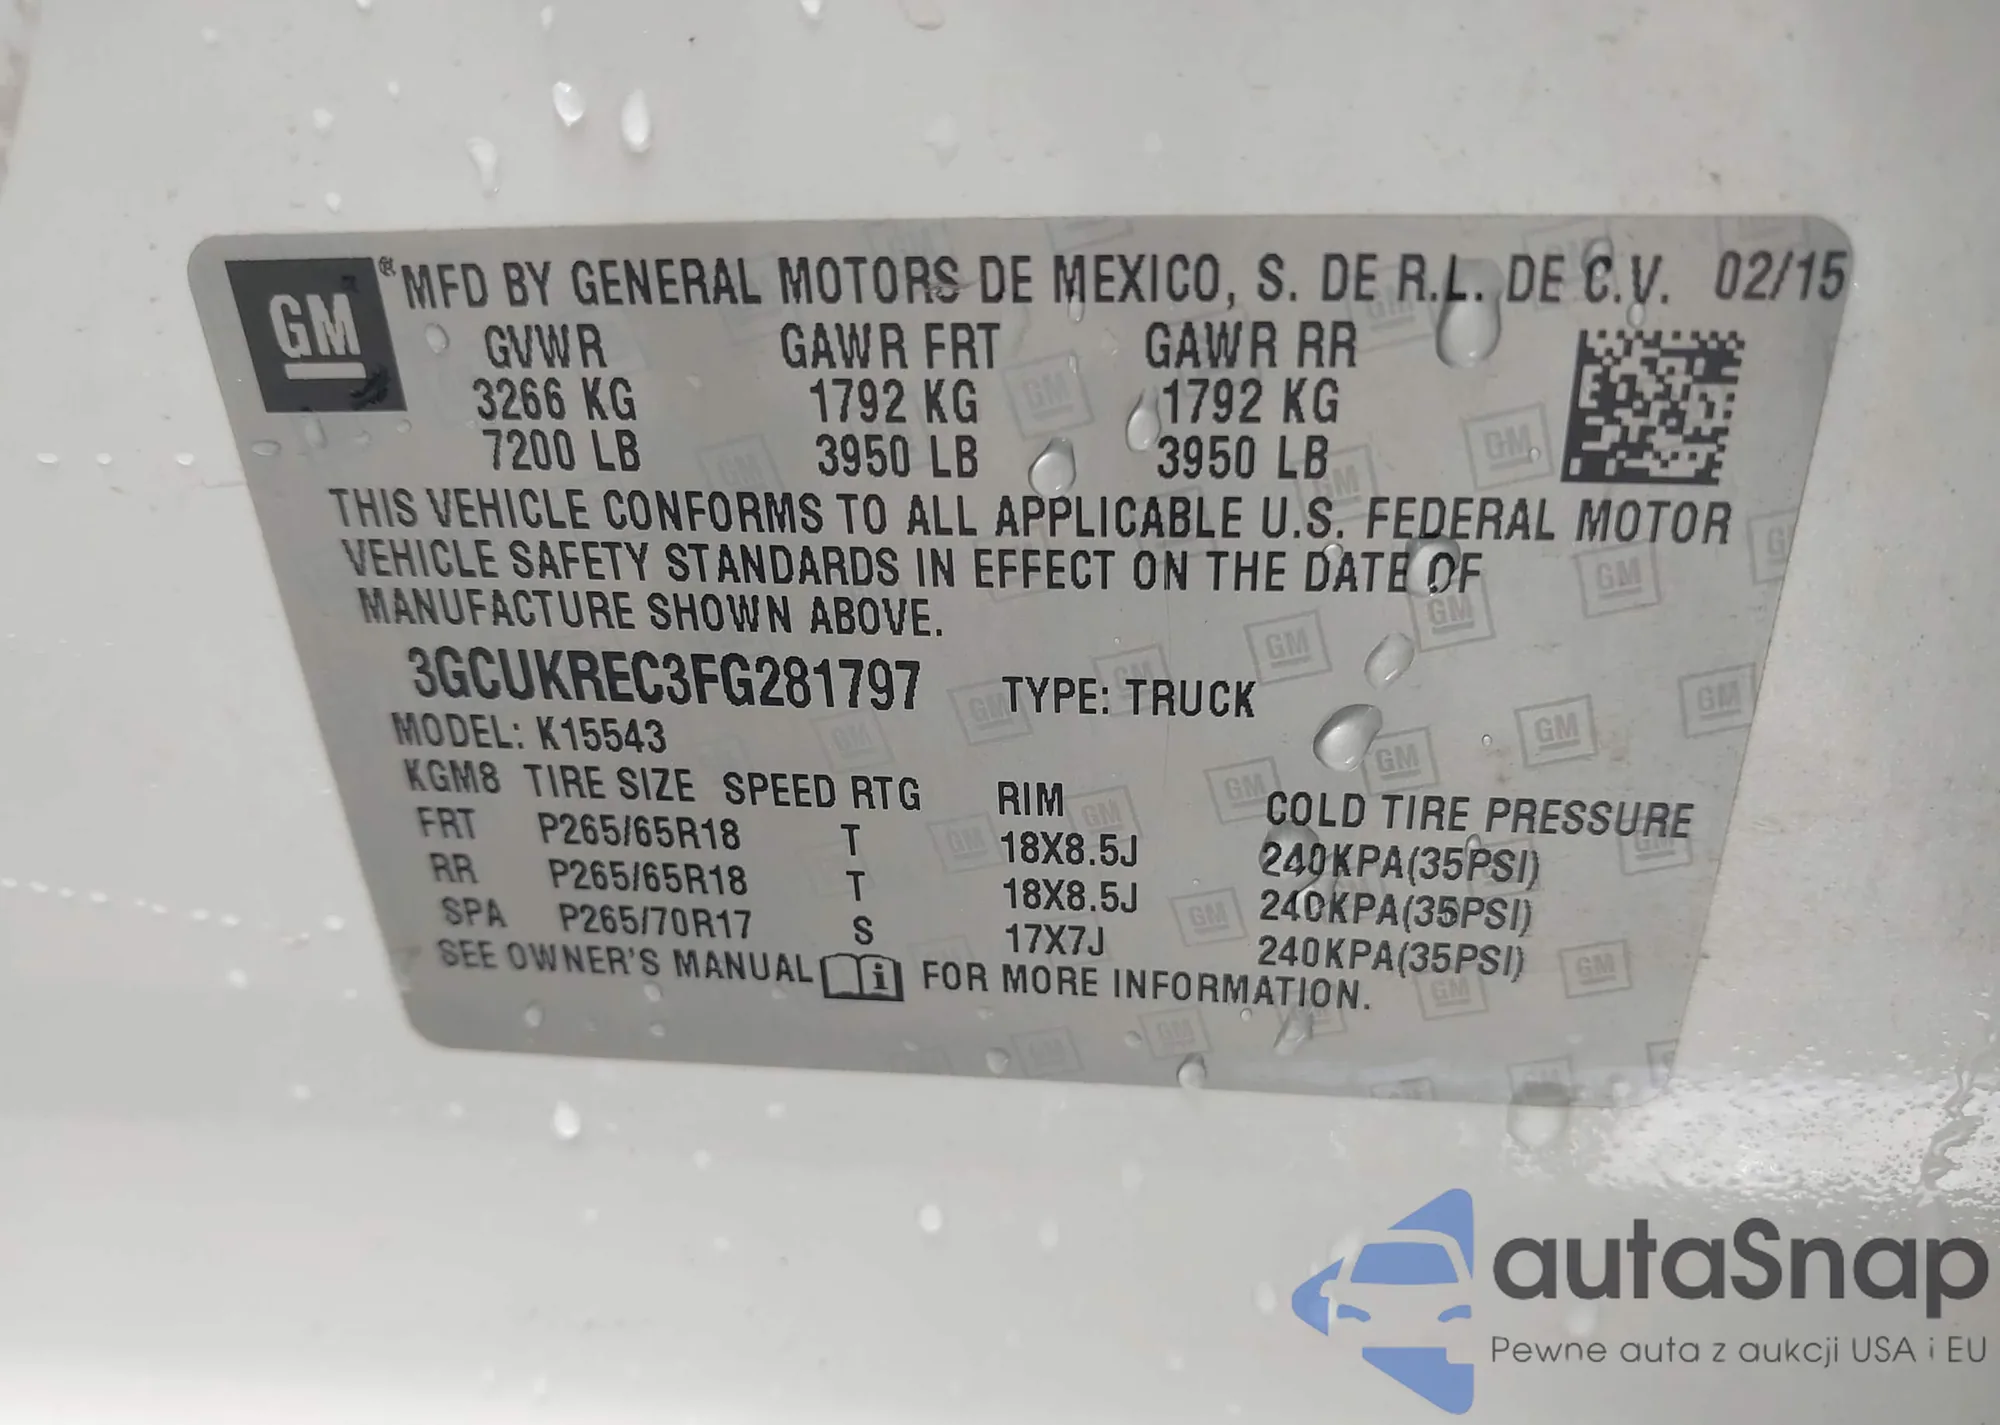 GM
® MFD BY GENERAL MOTORS DE MEXICO, S. DE R.L. DE C.V. 02/15
GVWR GAWR FRT GAWR RR
3266 KG 1792 KG 1792 KG
7200 LB 3950 LB 3950 LB
THIS VEHICLE CONFORMS TO ALL APPLICABLE U.S. FEDERAL MOTOR
VEHICLE SAFETY STANDARDS IN EFFECT ON THE DATE OF
MANUFACTURE SHOWN ABOVE.
3GCUKREC3FG281797 TYPE: TRUCK
MODEL: K15543
KGM8 TIRE SIZE SPEED RTG RIM COLD TIRE PRESSURE
FRT P265/65R18 T 18X8.5J 240KPA(35PSI)
RR P265/65R18 T 18X8.5J 240KPA(35PSI)
SPA P265/70R17 S 17X7J 240KPA(35PSI)
SEE OWNER'S MANUAL i FOR MORE INFORMATION.
autaSnap
Pewne auta z aukcji USA i EU